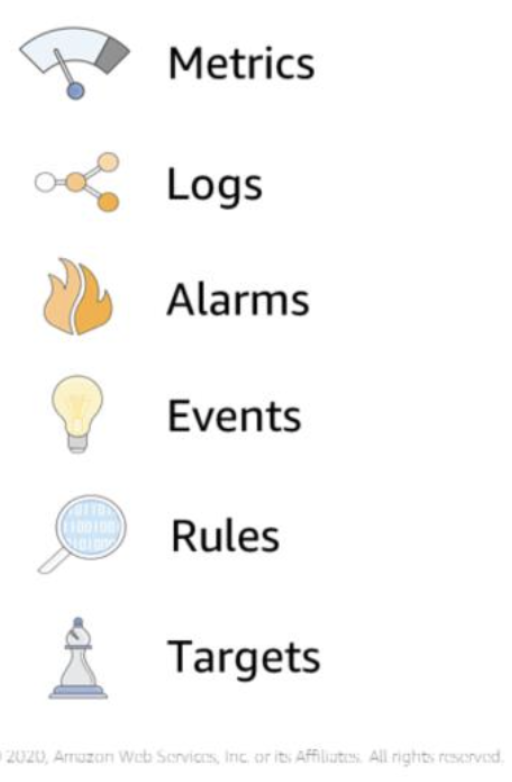 Metrics
Logs
Alarms
Events
Rules
Targets
2020, Amazon Web Services, Inc. or its Affiliates. All rights reserved.